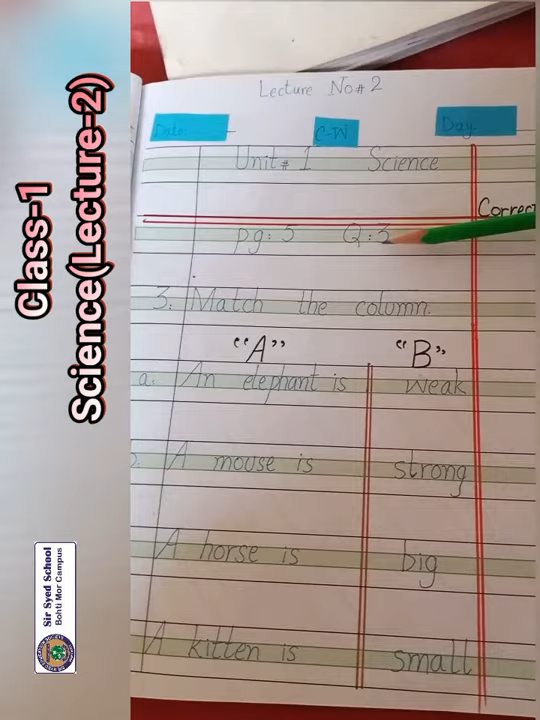 Class-1
Science(Lecture-2)
Sir Syed School
Bohti Mor Campus
Lecture No# 2
Date: C-W Day
Unit# 1 Science
Correct
pg: 5 Q:3
3. Match the column.
"A" "B"
a. An elephant is weak
b. A mouse is strong
A horse is big
A kitten is small